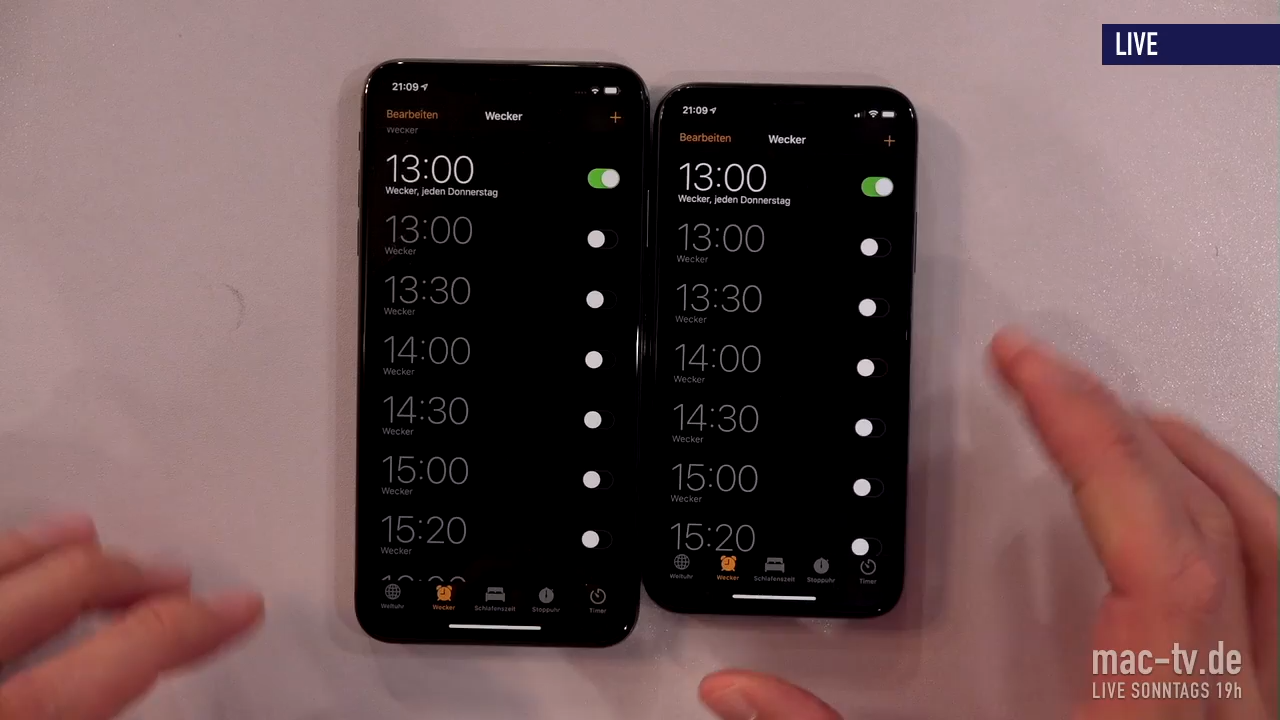 LIVE
21:09
Bearbeiten
Wecker
+
Wecker
13:00
Wecker, jeden Donnerstag
13:00
Wecker
13:30
Wecker
14:00
Wecker
14:30
Wecker
15:00
Wecker
15:20
Wecker
Weltuhr
Wecker
Schlafenszeit
Stoppuhr
Timer
21:09
Bearbeiten
Wecker
+
13:00
Wecker, jeden Donnerstag
13:00
Wecker
13:30
Wecker
14:00
Wecker
14:30
Wecker
15:00
Wecker
15:20
Weltuhr
Wecker
Schlafenszeit
Stoppuhr
Timer
mac-tv.de
LIVE SONNTAGS 19h